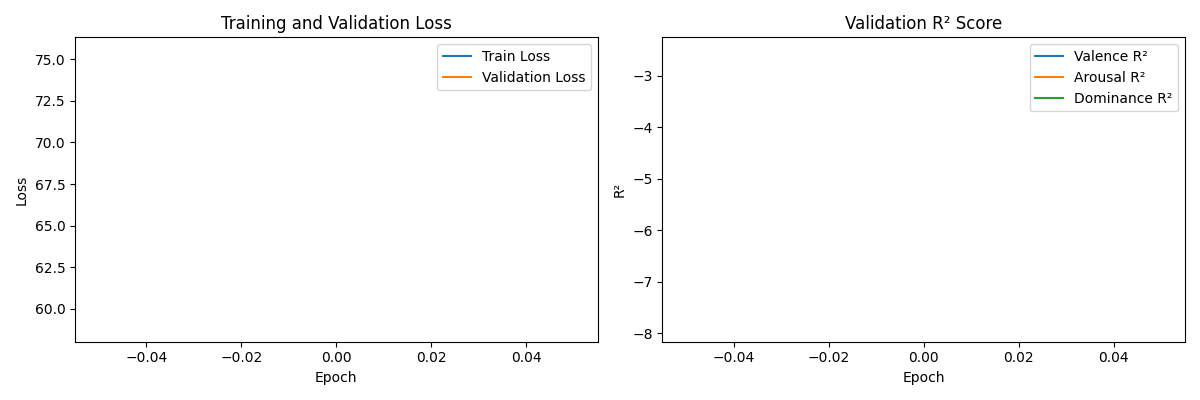 Training and Validation Loss
Train Loss
Validation Loss
75.0
72.5
70.0
67.5
65.0
62.5
60.0
Loss
−0.04 −0.02 0.00 0.02 0.04
Epoch
Validation R² Score
Valence R²
Arousal R²
Dominance R²
−3
−4
−5
−6
−7
−8
R²
−0.04 −0.02 0.00 0.02 0.04
Epoch